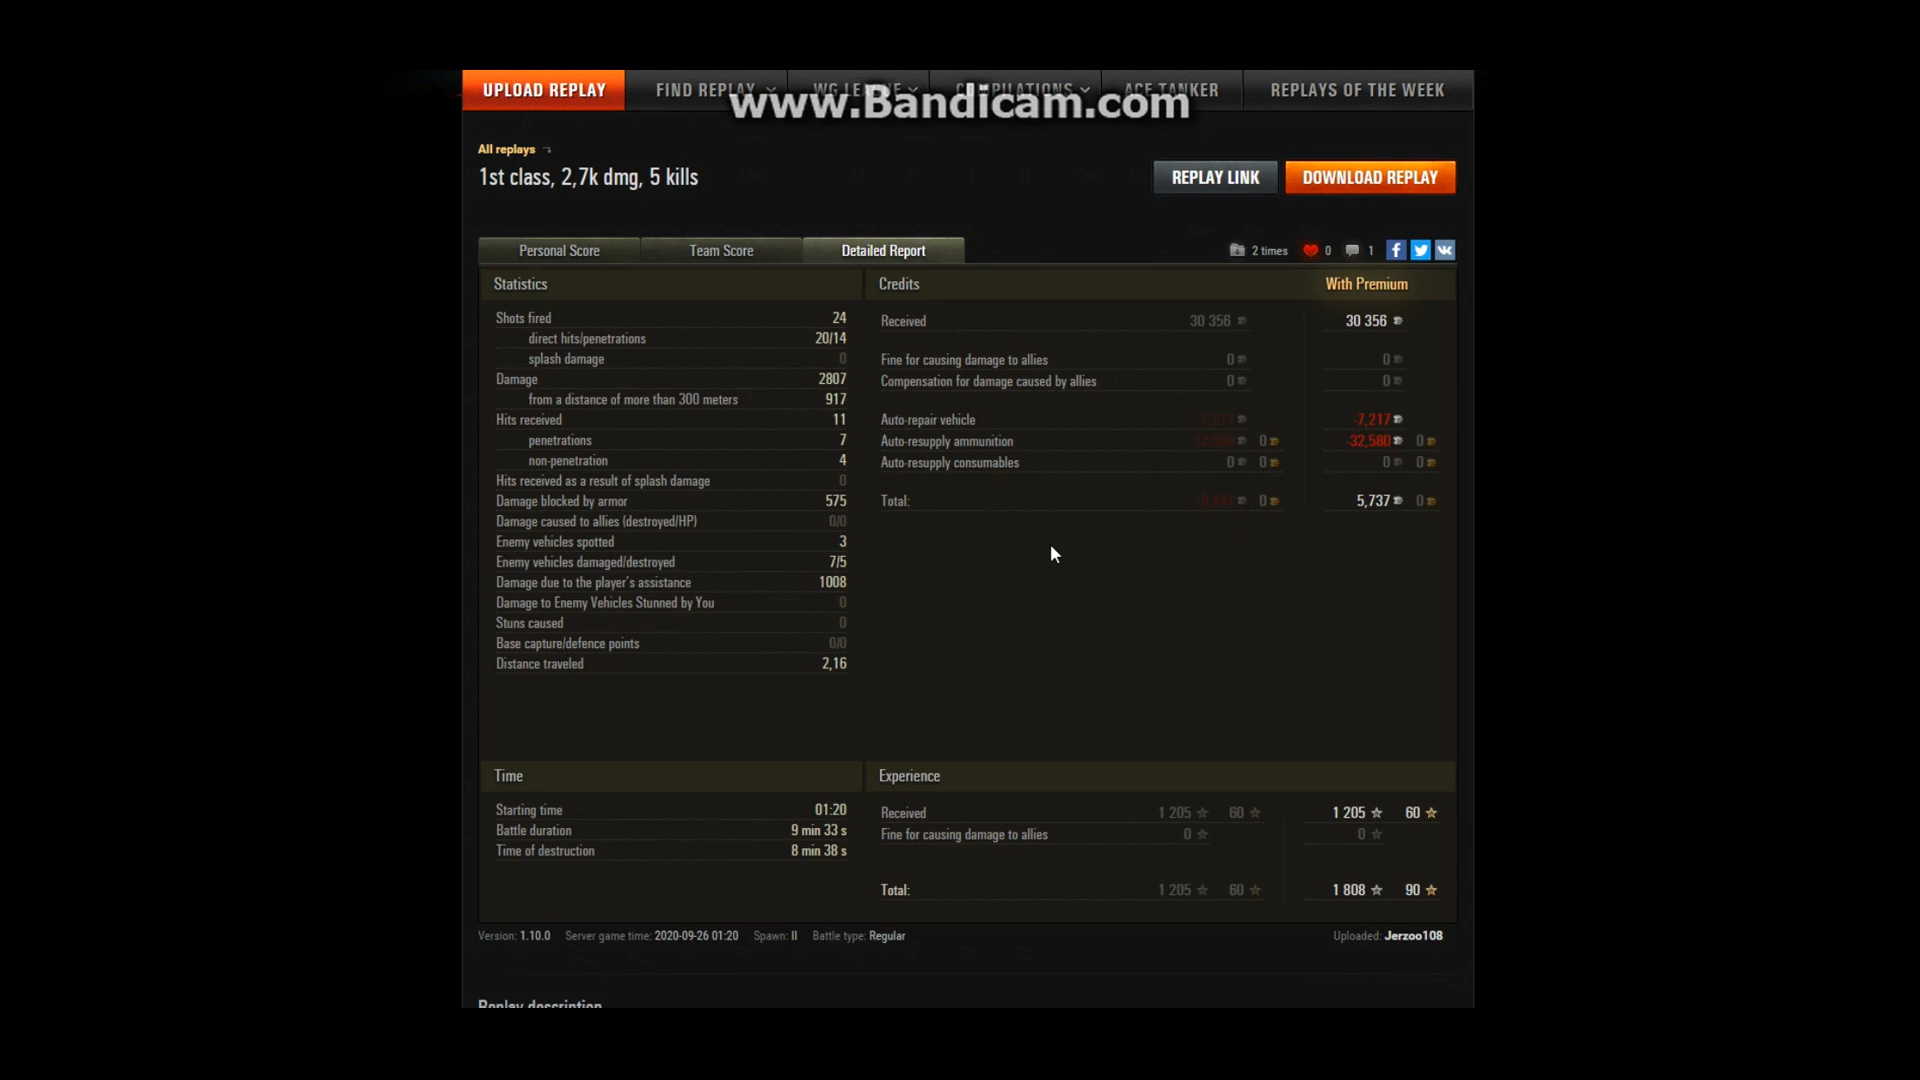 UPLOAD REPLAY FIND REPLAY WG LEAGUE COMPILATIONS ACE TANKER REPLAYS OF THE WEEK
www.Bandicam.com
All replays
1st class, 2,7k dmg, 5 kills
REPLAY LINK DOWNLOAD REPLAY
Personal Score Team Score Detailed Report 2 times 0 1
Statistics Credits With Premium
Shots fired 24 Received 30 356 30 356
direct hits/penetrations 20/14
splash damage 0 Fine for causing damage to allies 0 0
Damage 2807 Compensation for damage caused by allies 0 0
from a distance of more than 300 meters 917
Hits received 11 Auto-repair vehicle -7,217 -7,217
penetrations 7 Auto-resupply ammunition -32,580 0 -32,580 0
non-penetration 4 Auto-resupply consumables 0 0 0 0
Hits received as a result of splash damage 0
Damage blocked by armor 575 Total: 0 5,737 0
Damage caused to allies (destroyed/HP) 0/0
Enemy vehicles spotted 3
Enemy vehicles damaged/destroyed 7/5
Damage due to the player's assistance 1008
Damage to Enemy Vehicles Stunned by You 0
Stuns caused 0
Base capture/defence points 0/0
Distance traveled 2,16
Time Experience
Starting time 01:20 Received 1 205 60 1 205 60
Battle duration 9 min 33 s Fine for causing damage to allies 0 0
Time of destruction 8 min 38 s
Total: 1 205 60 1 808 90
Version: 1.10.0 Server game time: 2020-09-26 01:20 Spawn: II Battle type: Regular Uploaded: Jerzoo108
Replay description